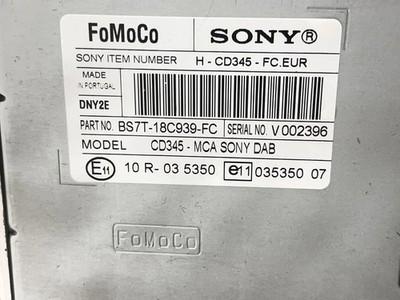 FoMoCo SONY®
SONY ITEM NUMBER H - CD345 - FC.EUR
MADE
IN PORTUGAL
DNY2E
PART NO. BS7T-18C939-FC SERIAL NO. V 002396
MODEL CD345 - MCA SONY DAB
E11 10 R- 03 5350 e11 035350 07
FoMoCo